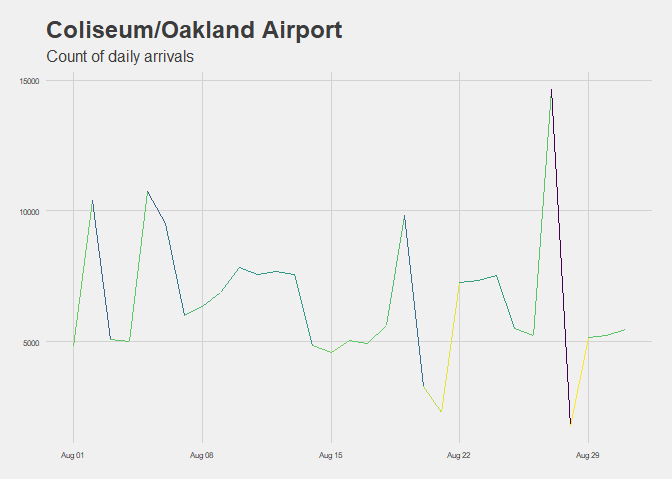 Coliseum/Oakland Airport
Count of daily arrivals
15000
10000
5000
Aug 01
Aug 08
Aug 15
Aug 22
Aug 29